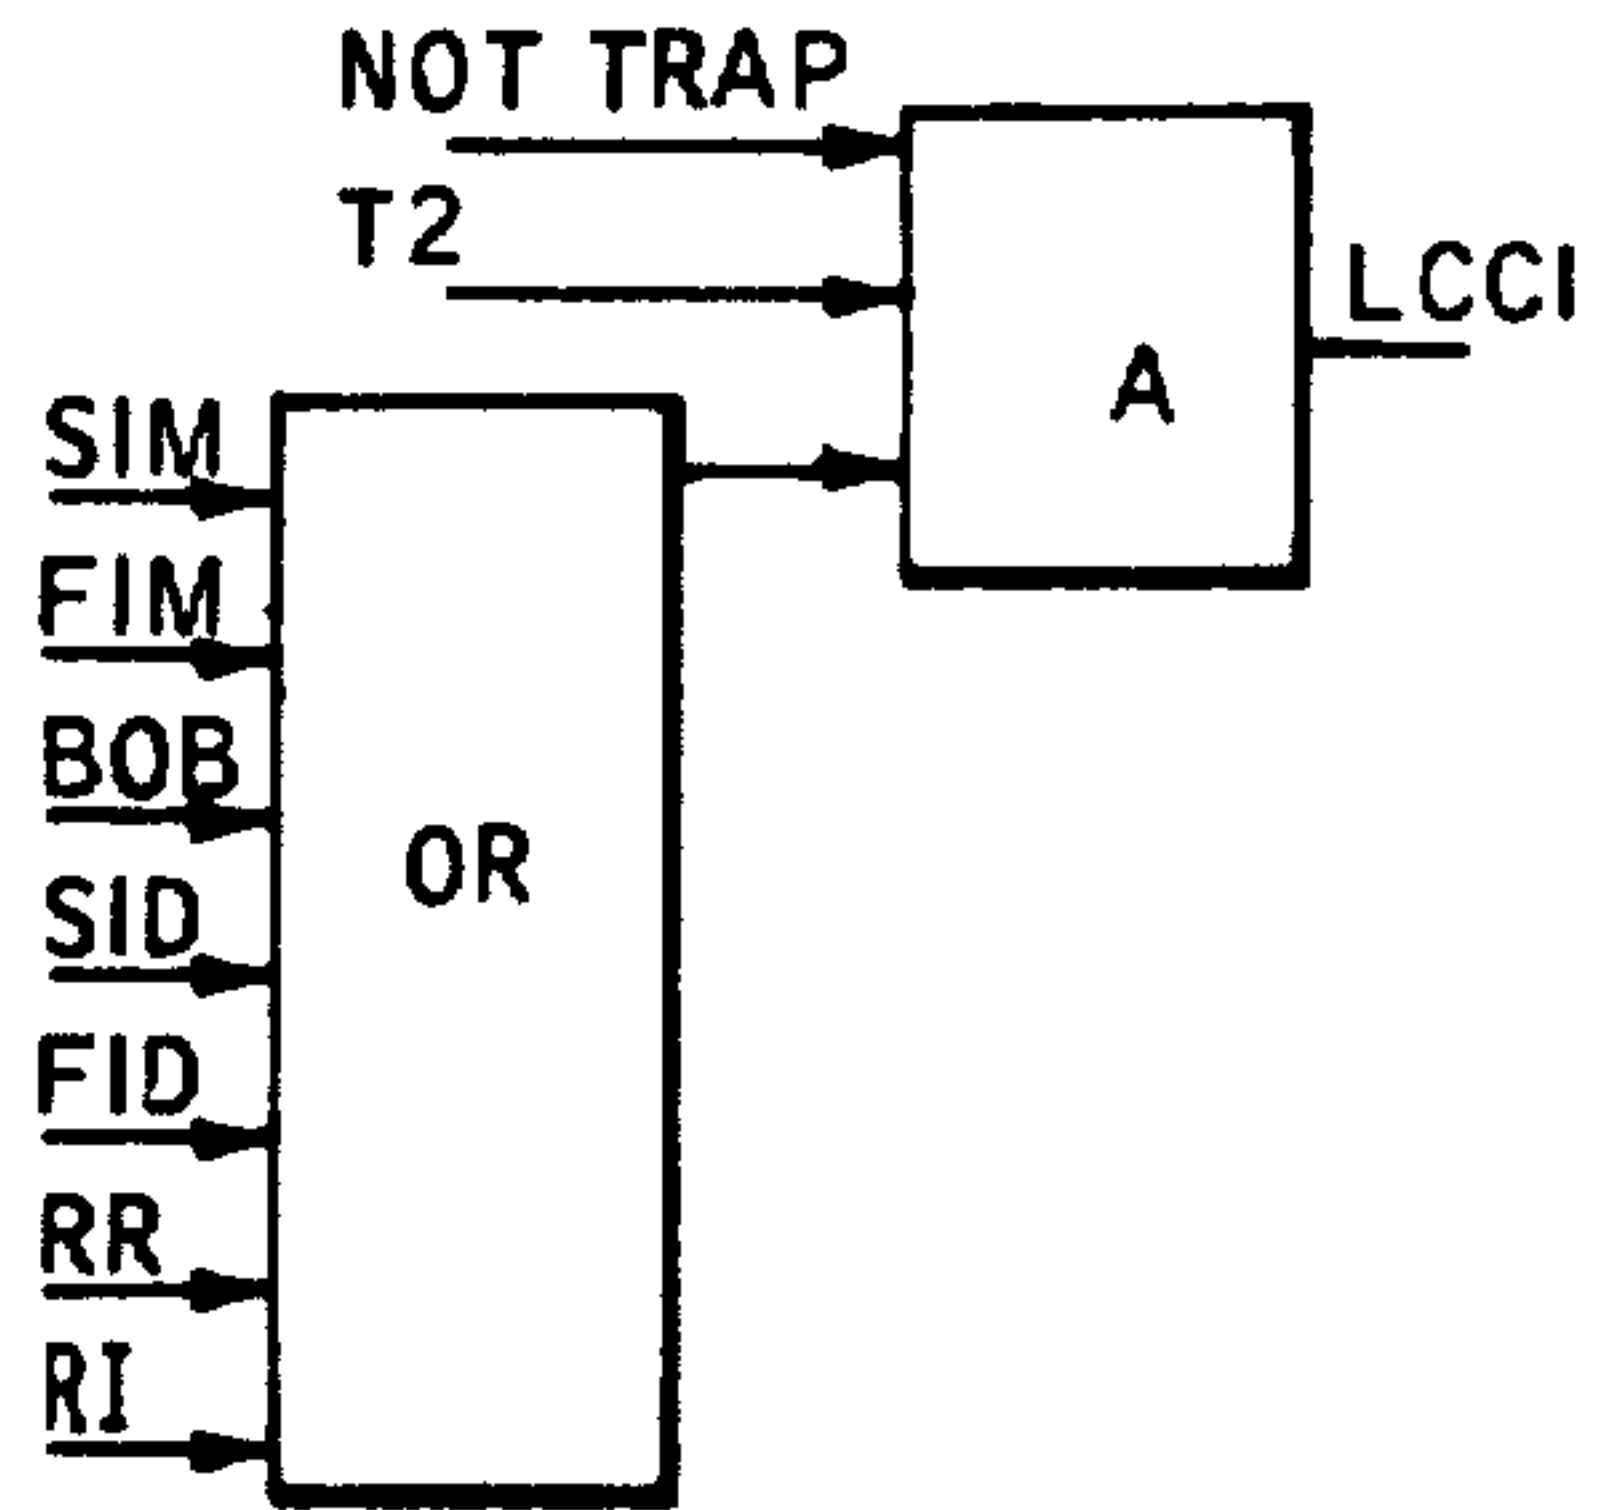 NOT TRAP
T2
LCCI
A
SIM
FIM
BOB
OR
SID
FID
RR
RI